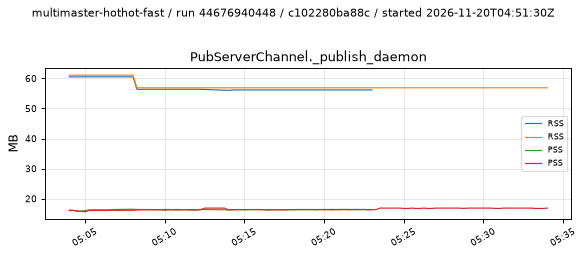 multimaster-hothot-fast / run 44676940448 / c102280ba88c / started 2026-11-20T04:51:30Z
PubServerChannel._publish_daemon
MB
60
50
40
30
20
RSS
RSS
PSS
PSS
05:05
05:10
05:15
05:20
05:25
05:30
05:35